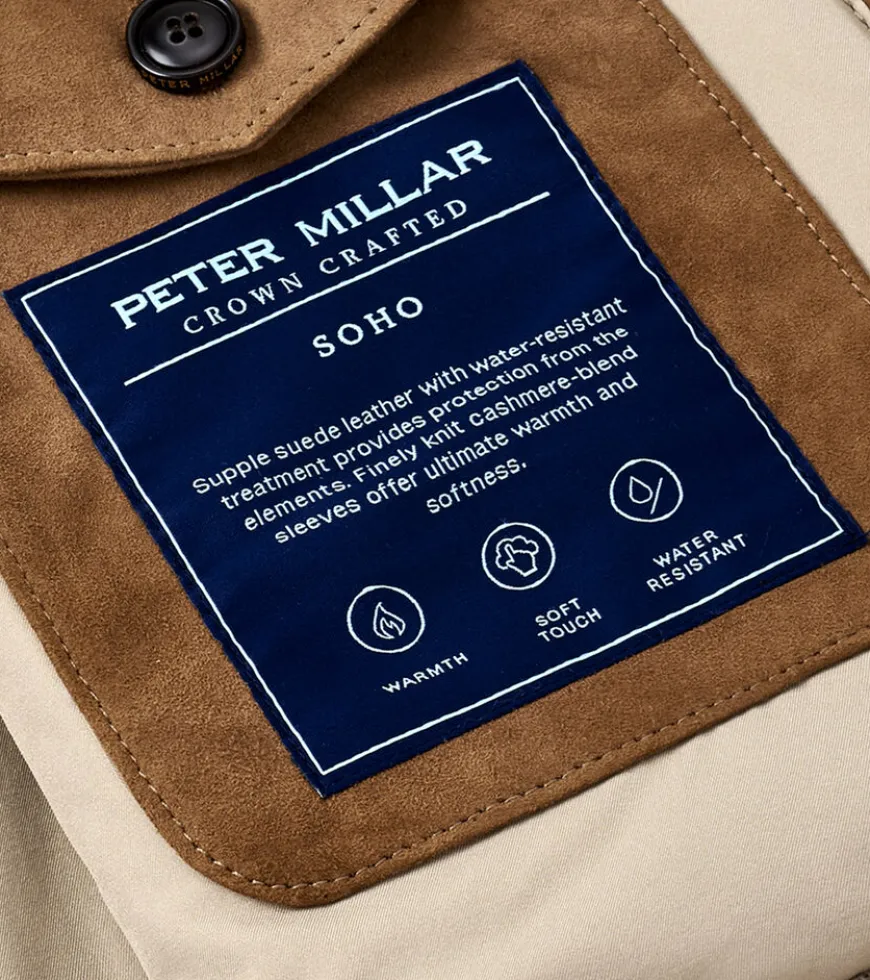 PETER MILLAR
PETER MILLAR
CROWN CRAFTED
SOHO
Supple suede leather with water-resistant
treatment provides protection from the
elements. Finely knit cashmere-blend
sleeves offer ultimate warmth and
softness.
WARMTH
SOFT
TOUCH
WATER
RESISTANT